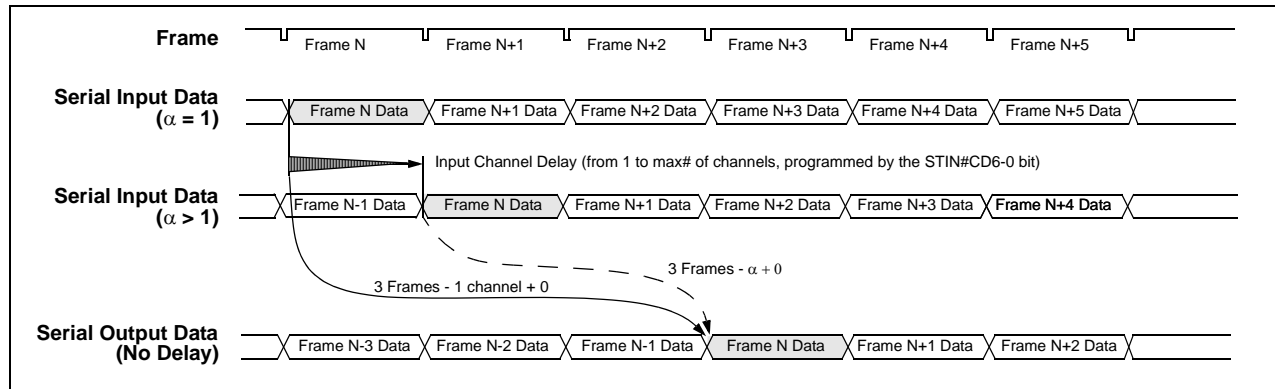 Frame
Frame N Frame N+1 Frame N+2 Frame N+3 Frame N+4 Frame N+5
Serial Input Data
(α = 1)
Frame N Data Frame N+1 Data Frame N+2 Data Frame N+3 Data Frame N+4 Data Frame N+5 Data
Input Channel Delay (from 1 to max# of channels, programmed by the STIN#CD6-0 bit)
Serial Input Data
(α > 1)
Frame N-1 Data Frame N Data Frame N+1 Data Frame N+2 Data Frame N+3 Data Frame N+4 Data
3 Frames - α + 0
3 Frames - 1 channel + 0
Serial Output Data
(No Delay)
Frame N-3 Data Frame N-2 Data Frame N-1 Data Frame N Data Frame N+1 Data Frame N+2 Data